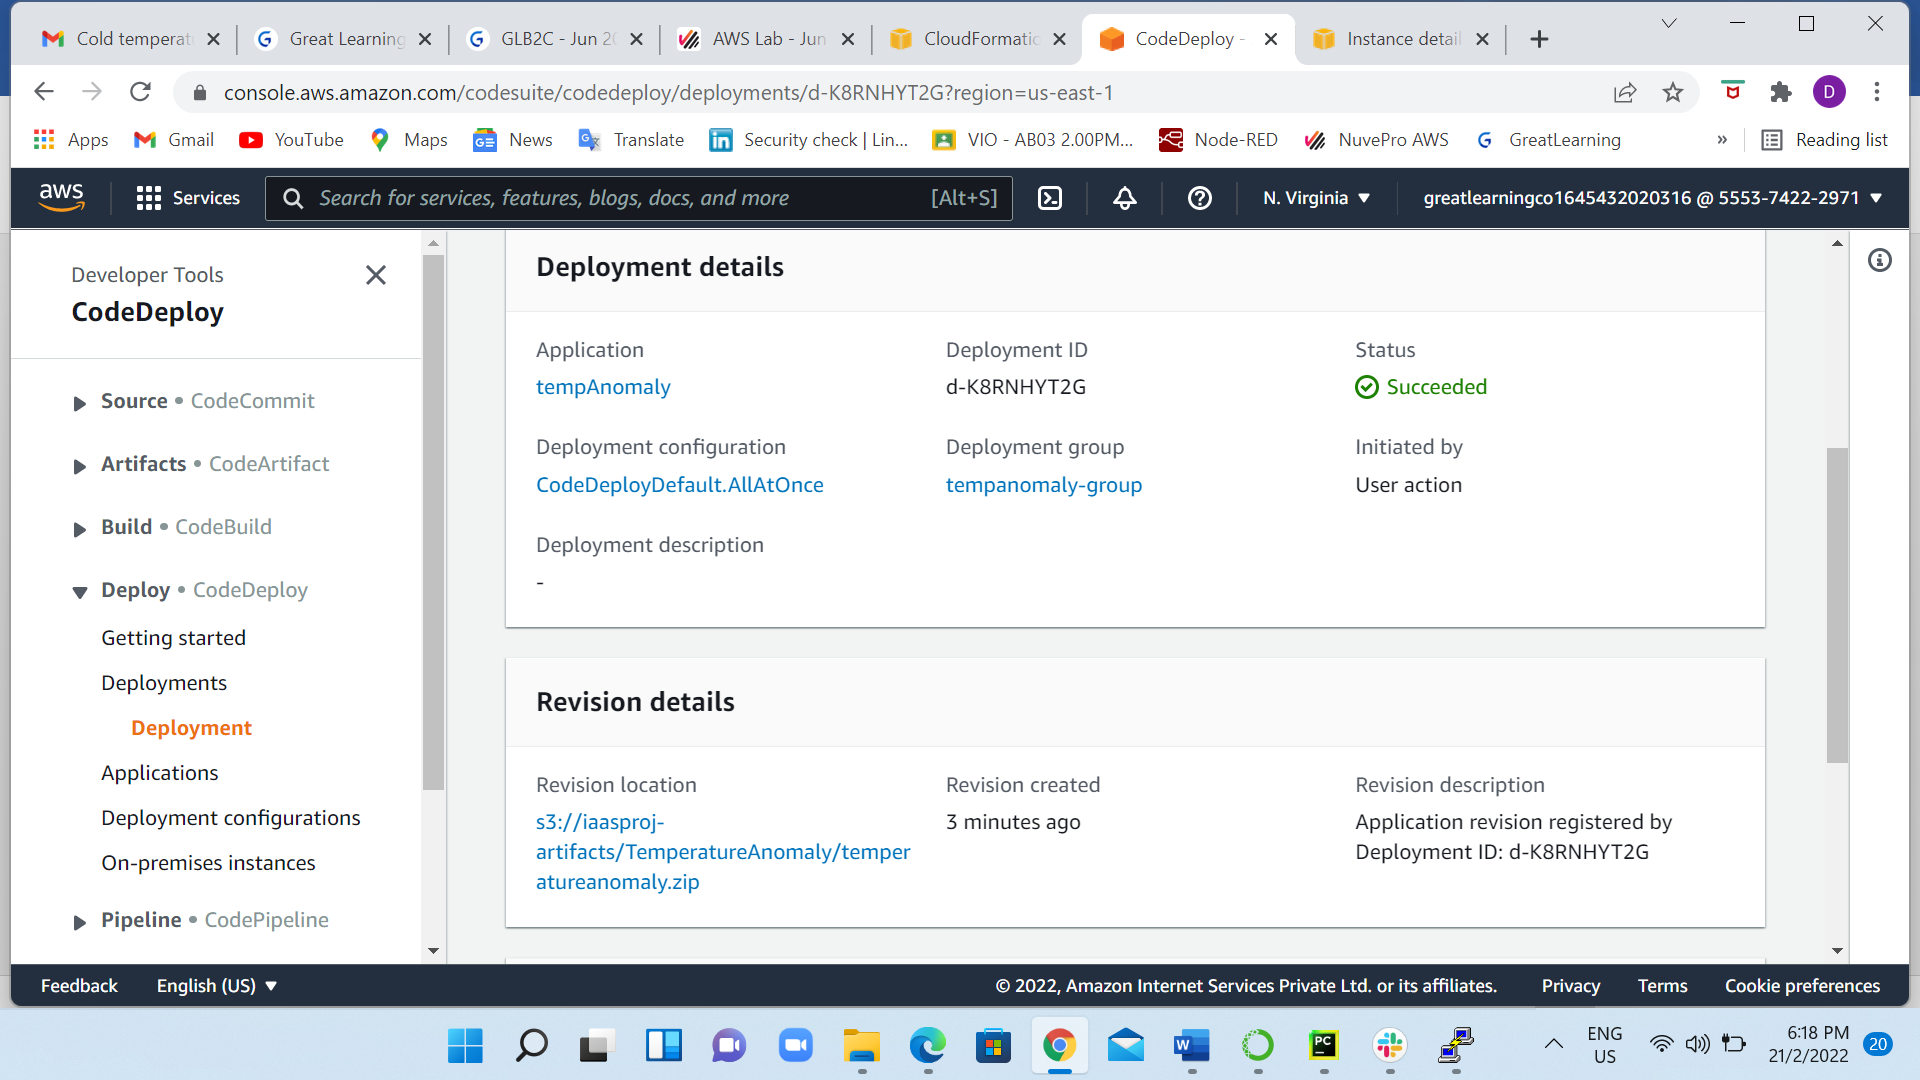 Cold temperat
Great Learning
GLB2C - Jun 20
AWS Lab - Jun
CloudFormatic
CodeDeploy -
Instance detail
console.aws.amazon.com/codesuite/codedeploy/deployments/d-K8RNHYT2G?region=us-east-1
D
Apps
Gmail
YouTube
Maps
News
Translate
Security check | Lin...
VIO - AB03 2.00PM...
Node-RED
NuvePro AWS
GreatLearning
»
Reading list
aws
Services
Search for services, features, blogs, docs, and more
[Alt+S]
N. Virginia
greatlearningco1645432020316 @ 5553-7422-2971
Developer Tools
CodeDeploy
Source • CodeCommit
Artifacts • CodeArtifact
Build • CodeBuild
Deploy • CodeDeploy
Getting started
Deployments
Deployment
Applications
Deployment configurations
On-premises instances
Pipeline • CodePipeline
Deployment details
Application
tempAnomaly
Deployment ID
d-K8RNHYT2G
Status
Succeeded
Deployment configuration
CodeDeployDefault.AllAtOnce
Deployment group
tempanomaly-group
Initiated by
User action
Deployment description
-
Revision details
Revision location
s3://iaasproj-
artifacts/TemperatureAnomaly/temper
atureanomaly.zip
Revision created
3 minutes ago
Revision description
Application revision registered by
Deployment ID: d-K8RNHYT2G
Feedback
English (US)
© 2022, Amazon Internet Services Private Ltd. or its affiliates.
Privacy
Terms
Cookie preferences
W
PC
ENG
US
6:18 PM
21/2/2022
20